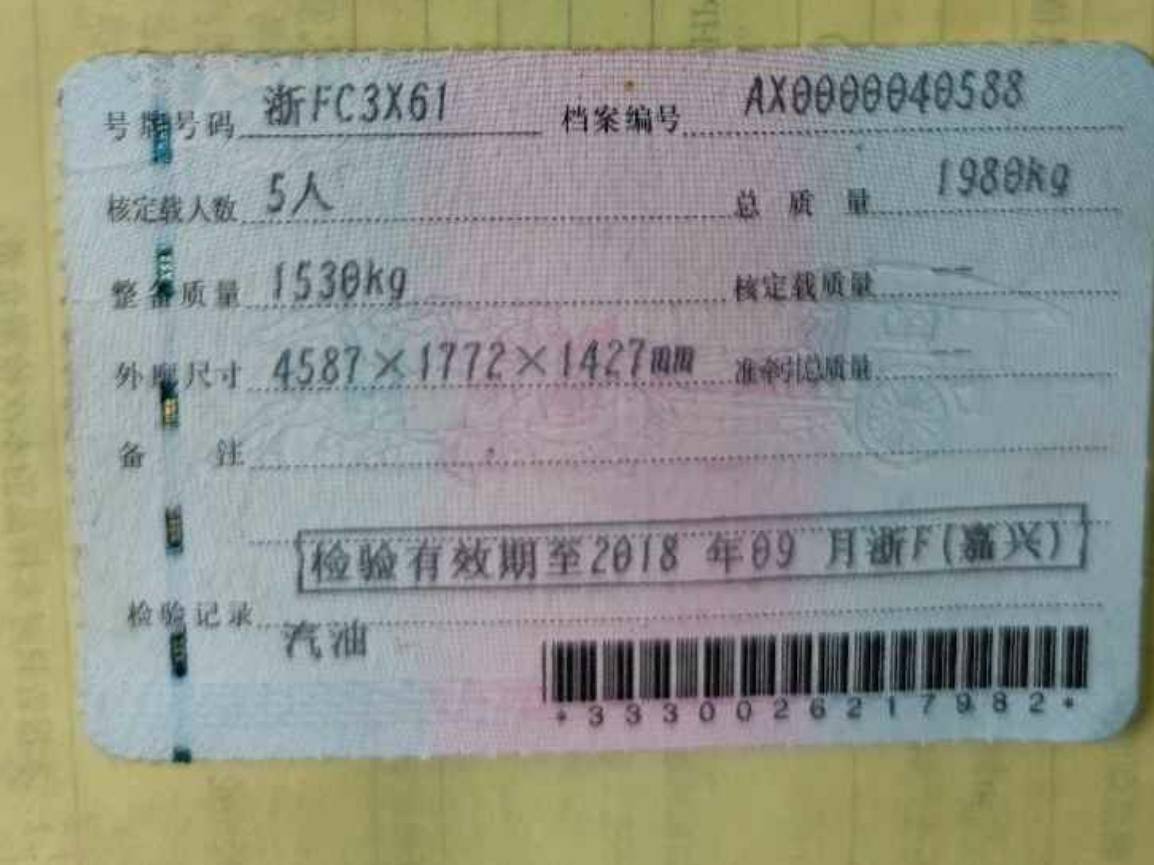 号牌号码 浙FC3X61 档案编号 AX0000040588
核定载人数 5人 总质量 1980kg
整备质量 1530kg 核定载质量 --
外廓尺寸 4587×1772×1427mm 准牵引总质量 --
备注
检验有效期至2018年09月浙F(嘉兴)
检验记录
汽油
*3330026217982*